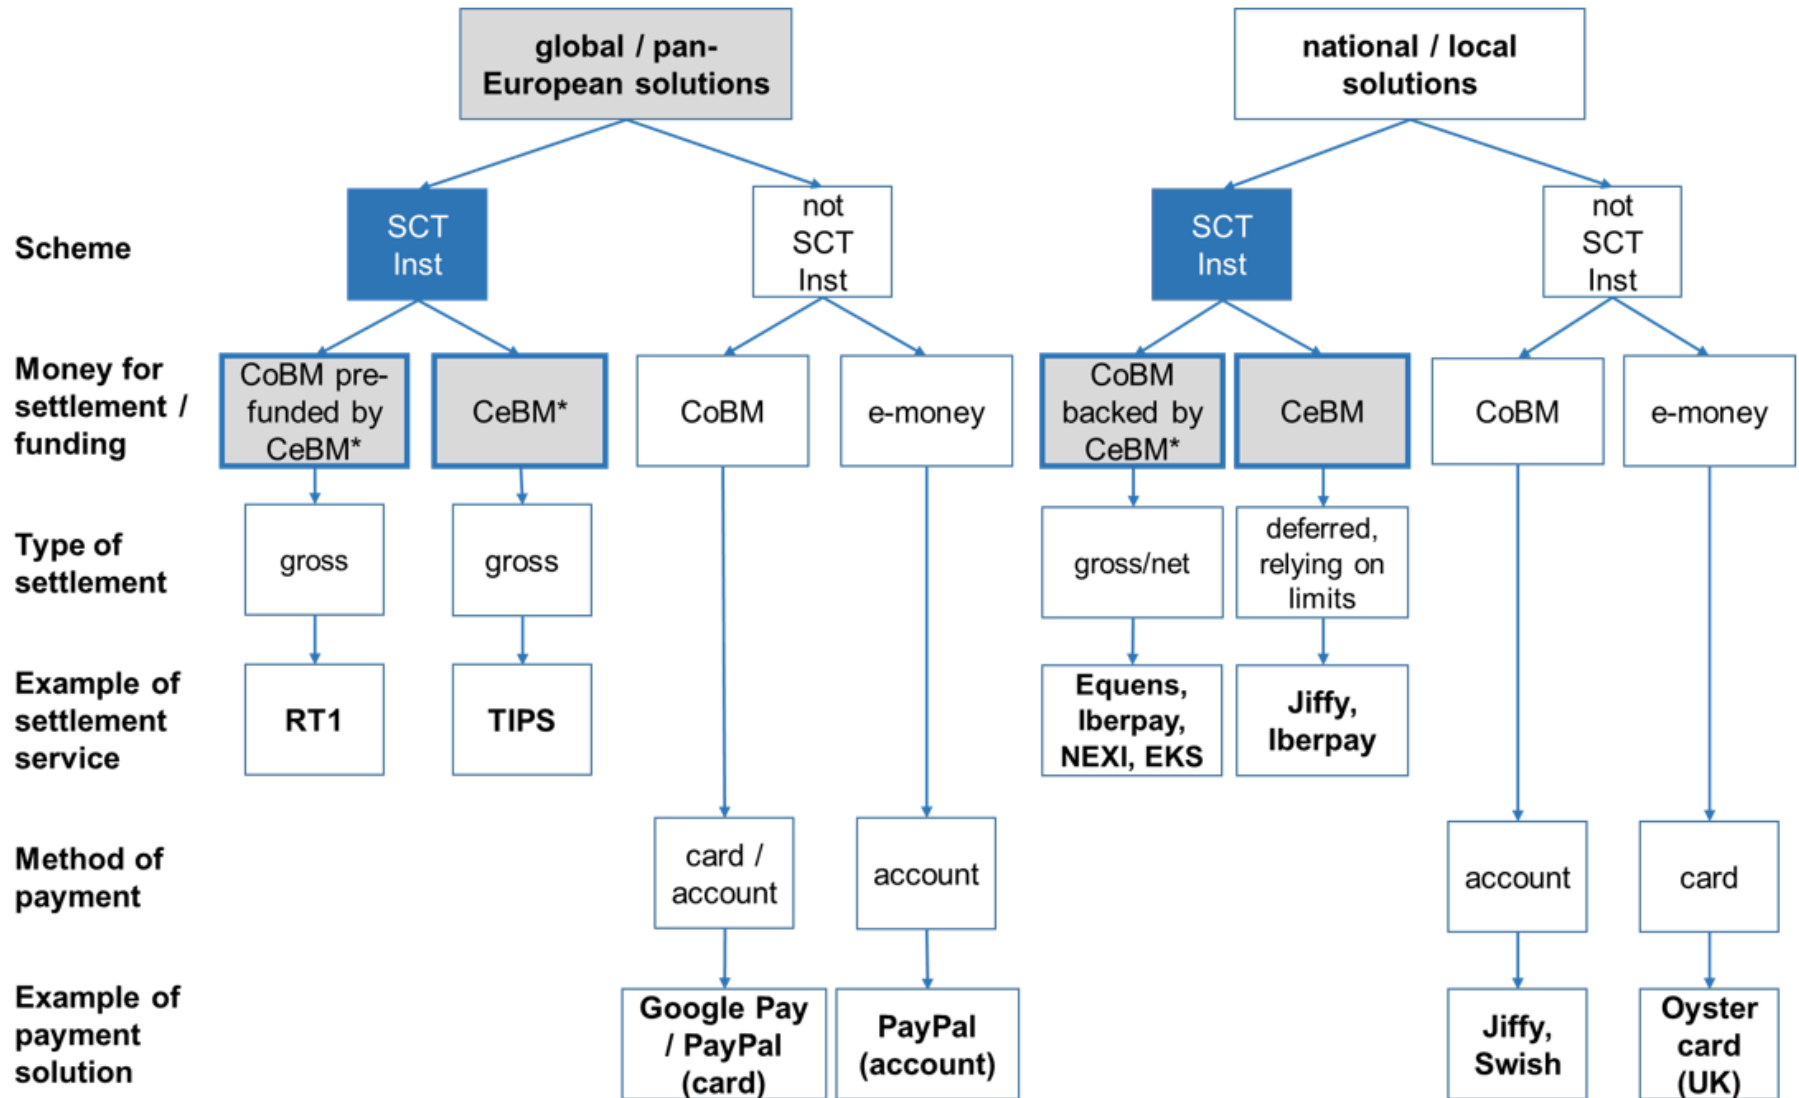 global / pan-
European solutions
national / local
solutions
Scheme
SCT
Inst
not
SCT
Inst
SCT
Inst
not
SCT
Inst
Money for
settlement /
funding
CoBM pre-
funded by
CeBM*
CeBM*
CoBM
e-money
CoBM
backed by
CeBM*
CeBM
CoBM
e-money
Type of
settlement
gross
gross
gross/net
deferred,
relying on
limits
Example of
settlement
service
RT1
TIPS
Equens,
Iberpay,
NEXI, EKS
Jiffy,
Iberpay
Method of
payment
card /
account
account
account
card
Example of
payment
solution
Google Pay
/ PayPal
(card)
PayPal
(account)
Jiffy,
Swish
Oyster
card
(UK)